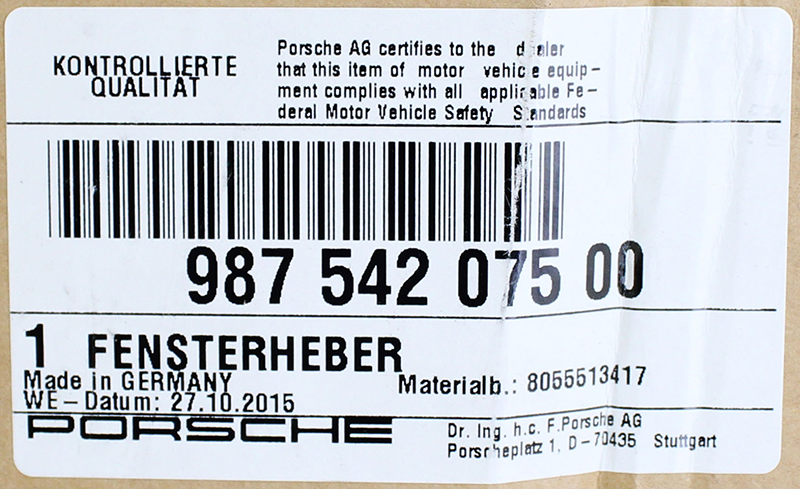 KONTROLLIERTE
QUALITÄT
Porsche AG certifies to the dealer
that this item of motor vehicle equip-
ment complies with all applicable Fe-
deral Motor Vehicle Safety Standards
987 542 075 00
1 FENSTERHEBER
Made in GERMANY
Materialb.: 8055513417
WE-Datum: 27.10.2015
PORSCHE
Dr. Ing. h.c. F.Porsche AG
Porscheplatz 1, D-70435 Stuttgart